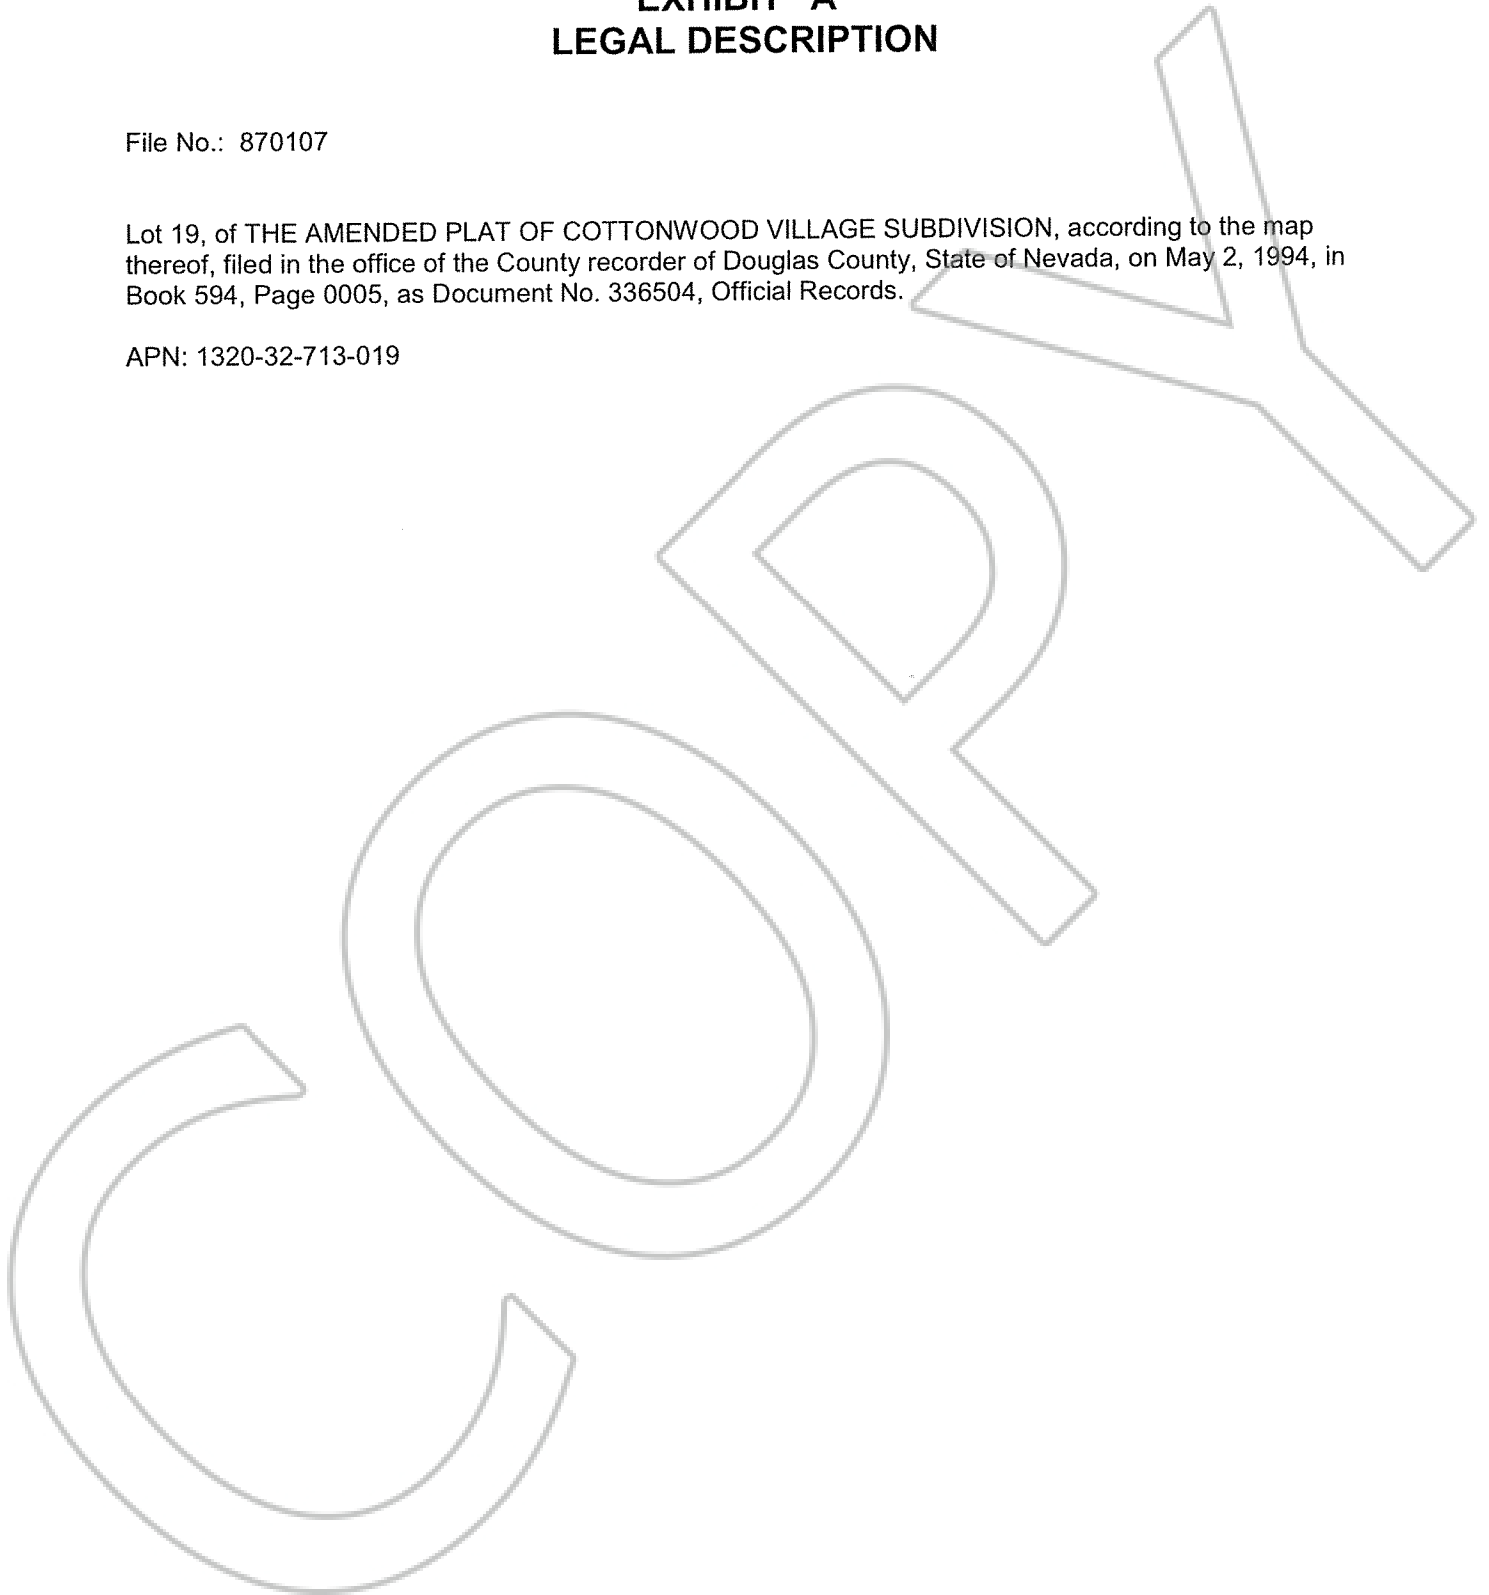 EXHIBIT "A"
LEGAL DESCRIPTION
File No.: 870107
Lot 19, of THE AMENDED PLAT OF COTTONWOOD VILLAGE SUBDIVISION, according to the map
thereof, filed in the office of the County recorder of Douglas County, State of Nevada, on May 2, 1994, in
Book 594, Page 0005, as Document No. 336504, Official Records.
APN: 1320-32-713-019
COPY